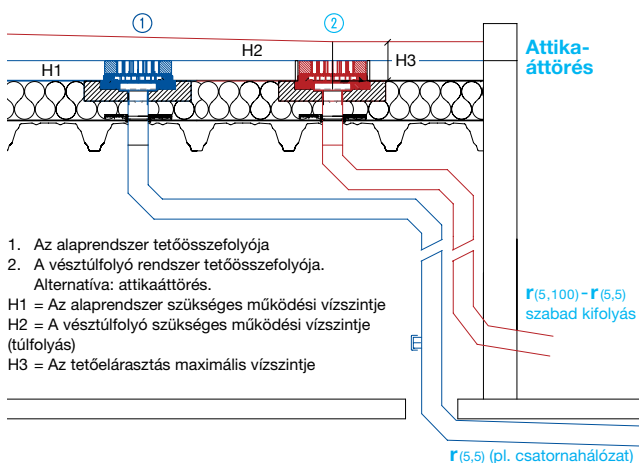 1
2
H2
H1
H3
Attika-
áttörés
1. Az alaprendszer tetőösszefolyója
2. A vésztúlfolyó rendszer tetőösszefolyója.
Alternatíva: attikaáttörés.
H1 = Az alaprendszer szükséges működési vízszintje
H2 = A vésztúlfolyó szükséges működési vízszintje
(túlfolyás)
H3 = Az tetőelárasztás maximális vízszintje
r(5,100) - r(5,5)
szabad kifolyás
r(5,5) (pl. csatornahálózat)